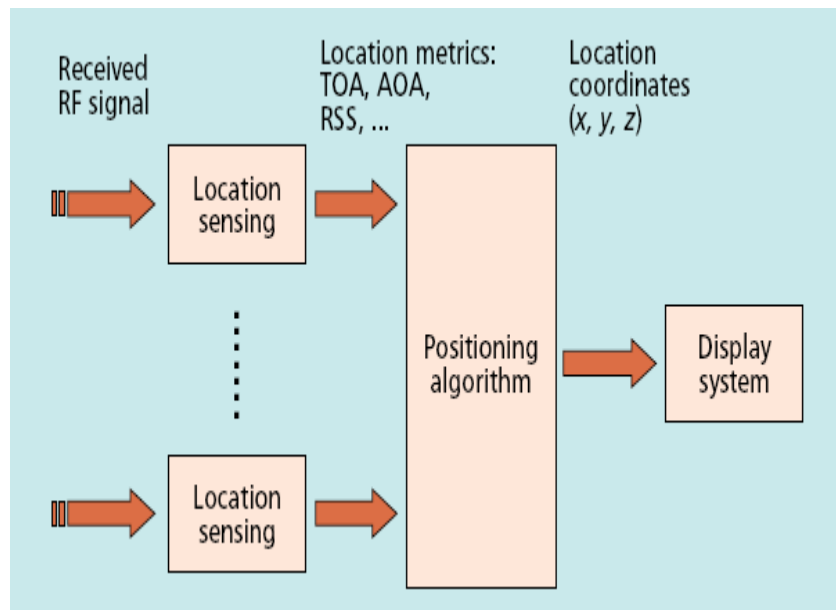 Received
RF signal
Location metrics:
TOA, AOA,
RSS, ...
Location
coordinates
(x, y, z)
Location
sensing
Positioning
algorithm
Display
system
Location
sensing